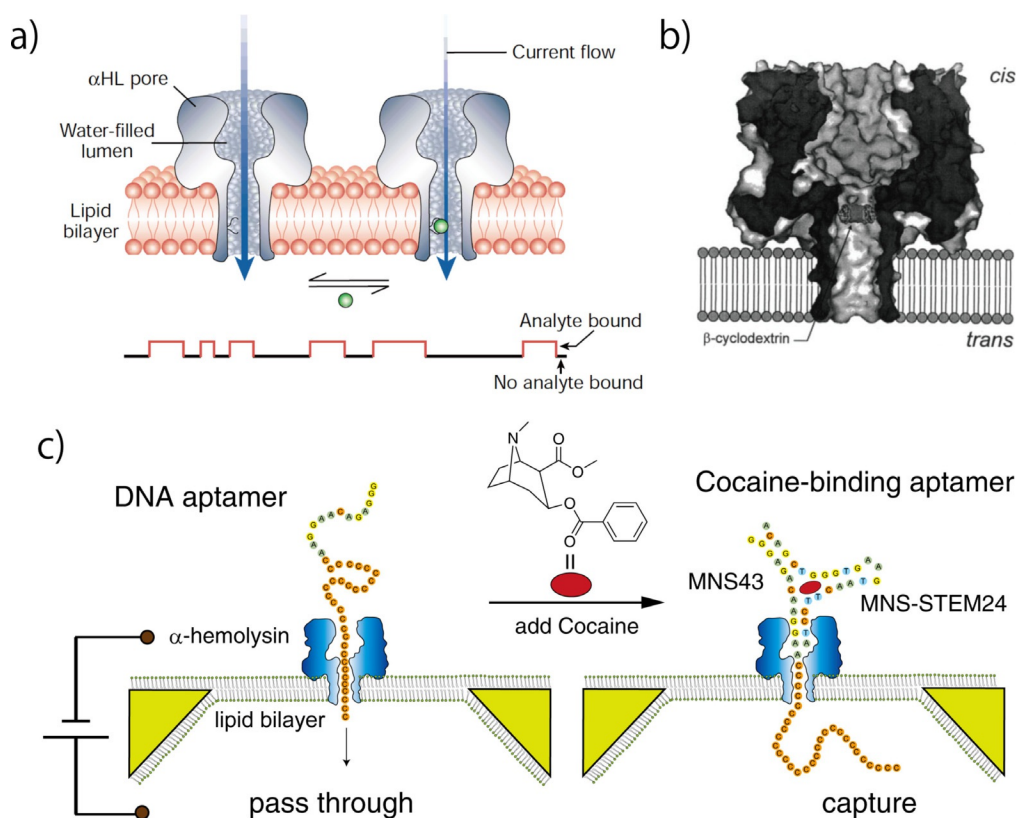 a)
αHL pore
Water-filled
lumen
Lipid
bilayer
Current flow
Analyte bound
No analyte bound
b)
cis
β-cyclodextrin
trans
c)
DNA aptamer
α-hemolysin
lipid bilayer
pass through
N
O
O
O
O
add Cocaine
Cocaine-binding aptamer
MNS43
MNS-STEM24
capture